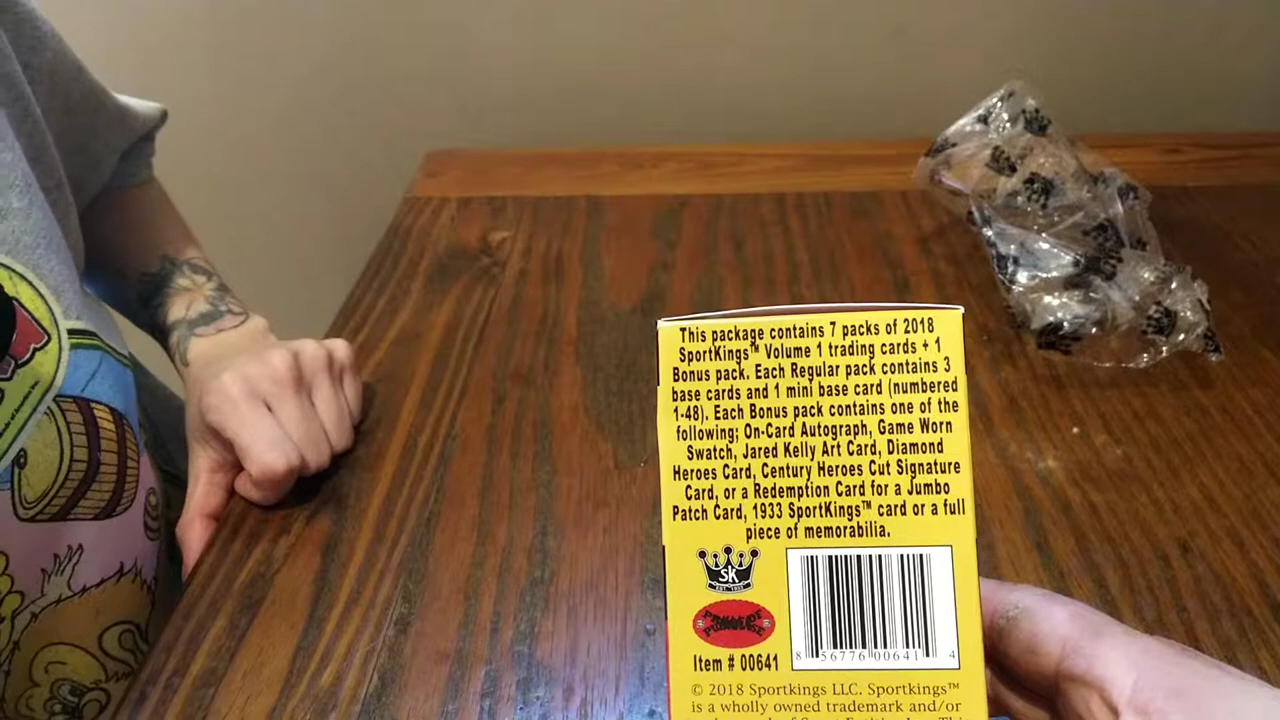 This package contains 7 packs of 2018
SportKings™ Volume 1 trading cards + 1
Bonus pack. Each Regular pack contains 3
base cards and 1 mini base card (numbered
1-48). Each Bonus pack contains one of the
following; On-Card Autograph, Game Worn
Swatch, Jared Kelly Art Card, Diamond
Heroes Card, Century Heroes Cut Signature
Card, or a Redemption Card for a Jumbo
Patch Card, 1933 SportKings™ card or a full
piece of memorabilia.
SK
Item # 00641
8 56776 00641 4
© 2018 Sportkings LLC. Sportkings™
is a wholly owned trademark and/or